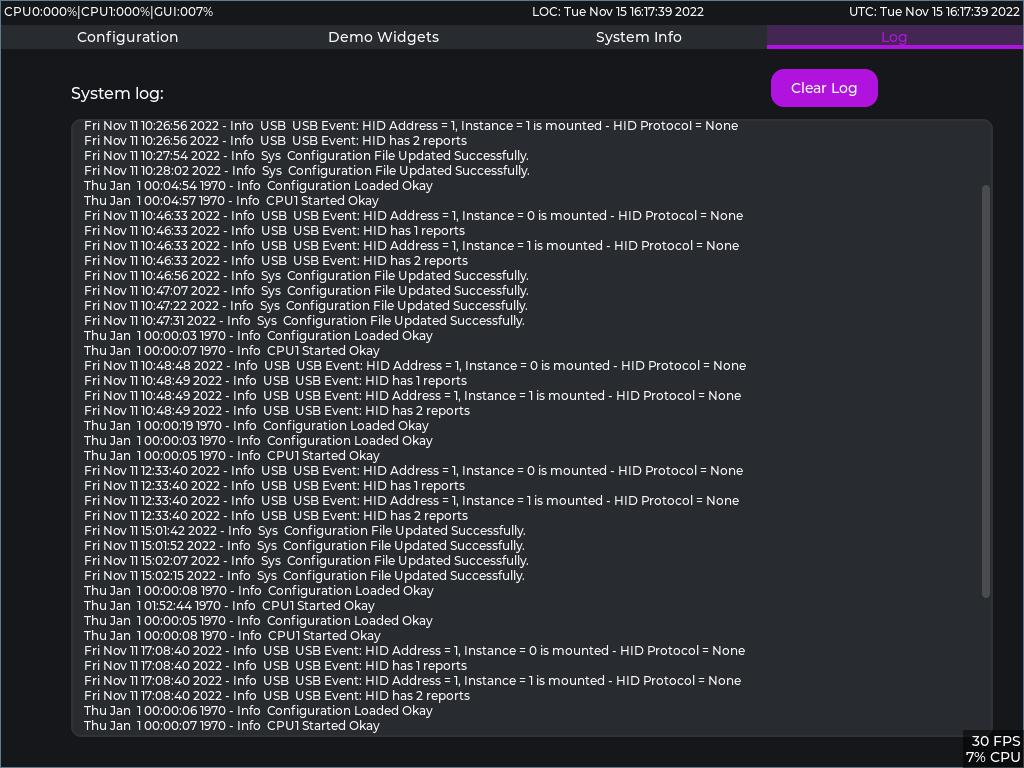 CPU0:000%|CPU1:000%|GUI:007% LOC: Tue Nov 15 16:17:39 2022 UTC: Tue Nov 15 16:17:39 2022
Configuration Demo Widgets System Info Log
System log: Clear Log
Fri Nov 11 10:26:56 2022 - Info  USB  USB Event: HID Address = 1, Instance = 1 is mounted - HID Protocol = None
Fri Nov 11 10:26:56 2022 - Info  USB  USB Event: HID has 2 reports
Fri Nov 11 10:27:54 2022 - Info  Sys  Configuration File Updated Successfully.
Fri Nov 11 10:28:02 2022 - Info  Sys  Configuration File Updated Successfully.
Thu Jan  1 00:04:54 1970 - Info  Configuration Loaded Okay
Thu Jan  1 00:04:57 1970 - Info  CPU1 Started Okay
Fri Nov 11 10:46:33 2022 - Info  USB  USB Event: HID Address = 1, Instance = 0 is mounted - HID Protocol = None
Fri Nov 11 10:46:33 2022 - Info  USB  USB Event: HID has 1 reports
Fri Nov 11 10:46:33 2022 - Info  USB  USB Event: HID Address = 1, Instance = 1 is mounted - HID Protocol = None
Fri Nov 11 10:46:33 2022 - Info  USB  USB Event: HID has 2 reports
Fri Nov 11 10:46:56 2022 - Info  Sys  Configuration File Updated Successfully.
Fri Nov 11 10:47:07 2022 - Info  Sys  Configuration File Updated Successfully.
Fri Nov 11 10:47:22 2022 - Info  Sys  Configuration File Updated Successfully.
Fri Nov 11 10:47:31 2022 - Info  Sys  Configuration File Updated Successfully.
Thu Jan  1 00:00:03 1970 - Info  Configuration Loaded Okay
Thu Jan  1 00:00:07 1970 - Info  CPU1 Started Okay
Fri Nov 11 10:48:48 2022 - Info  USB  USB Event: HID Address = 1, Instance = 0 is mounted - HID Protocol = None
Fri Nov 11 10:48:49 2022 - Info  USB  USB Event: HID has 1 reports
Fri Nov 11 10:48:49 2022 - Info  USB  USB Event: HID Address = 1, Instance = 1 is mounted - HID Protocol = None
Fri Nov 11 10:48:49 2022 - Info  USB  USB Event: HID has 2 reports
Thu Jan  1 00:00:19 1970 - Info  Configuration Loaded Okay
Thu Jan  1 00:00:03 1970 - Info  Configuration Loaded Okay
Thu Jan  1 00:00:05 1970 - Info  CPU1 Started Okay
Fri Nov 11 12:33:40 2022 - Info  USB  USB Event: HID Address = 1, Instance = 0 is mounted - HID Protocol = None
Fri Nov 11 12:33:40 2022 - Info  USB  USB Event: HID has 1 reports
Fri Nov 11 12:33:40 2022 - Info  USB  USB Event: HID Address = 1, Instance = 1 is mounted - HID Protocol = None
Fri Nov 11 12:33:40 2022 - Info  USB  USB Event: HID has 2 reports
Fri Nov 11 15:01:42 2022 - Info  Sys  Configuration File Updated Successfully.
Fri Nov 11 15:01:52 2022 - Info  Sys  Configuration File Updated Successfully.
Fri Nov 11 15:02:07 2022 - Info  Sys  Configuration File Updated Successfully.
Fri Nov 11 15:02:15 2022 - Info  Sys  Configuration File Updated Successfully.
Thu Jan  1 00:00:08 1970 - Info  Configuration Loaded Okay
Thu Jan  1 01:52:44 1970 - Info  CPU1 Started Okay
Thu Jan  1 00:00:05 1970 - Info  Configuration Loaded Okay
Thu Jan  1 00:00:08 1970 - Info  CPU1 Started Okay
Fri Nov 11 17:08:40 2022 - Info  USB  USB Event: HID Address = 1, Instance = 0 is mounted - HID Protocol = None
Fri Nov 11 17:08:40 2022 - Info  USB  USB Event: HID has 1 reports
Fri Nov 11 17:08:40 2022 - Info  USB  USB Event: HID Address = 1, Instance = 1 is mounted - HID Protocol = None
Fri Nov 11 17:08:40 2022 - Info  USB  USB Event: HID has 2 reports
Thu Jan  1 00:00:06 1970 - Info  Configuration Loaded Okay
Thu Jan  1 00:00:07 1970 - Info  CPU1 Started Okay
30 FPS
7% CPU